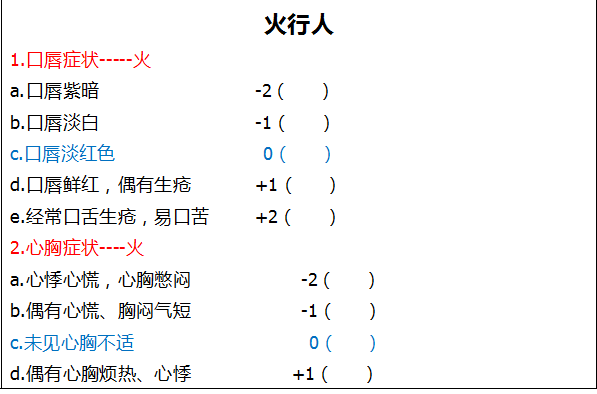 火行人
1.口唇症状-----火
a.口唇紫暗 -2（ ）
b.口唇淡白 -1（ ）
c.口唇淡红色 0（ ）
d.口唇鲜红，偶有生疮 +1（ ）
e.经常口舌生疮，易口苦 +2（ ）
2.心胸症状----火
a.心悸心慌，心胸憋闷 -2（ ）
b.偶有心慌、胸闷气短 -1（ ）
c.未见心胸不适 0（ ）
d.偶有心胸烦热、心悸 +1（ ）